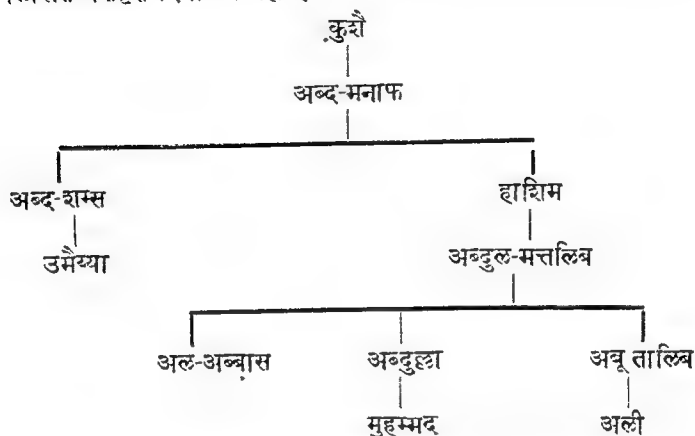 कुशै
अब्द-मनाफ
अब्द-शम्स हाशिम
उमैय्या अब्दुल-मत्तलिब
अल-अब्बास अब्दुल्ला अबू तालिब
मुहम्मद अली